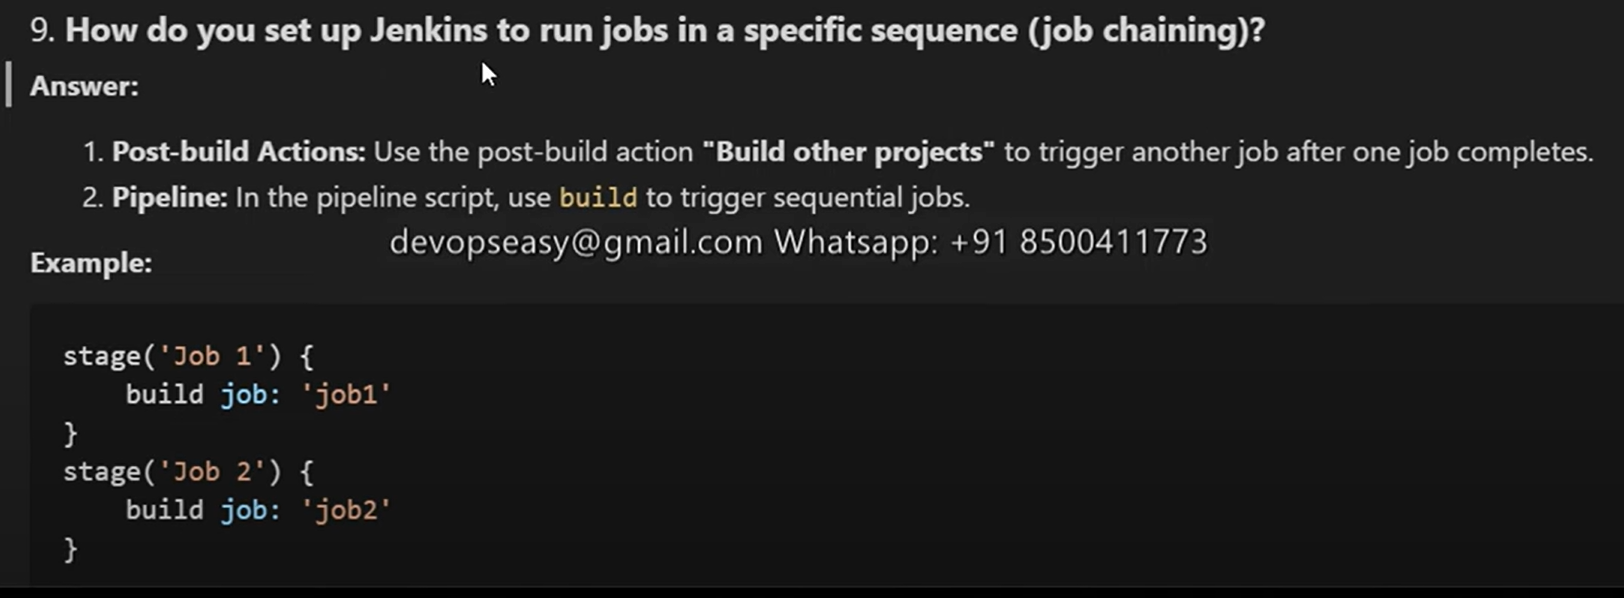 9. How do you set up Jenkins to run jobs in a specific sequence (job chaining)?
Answer:
1. Post-build Actions: Use the post-build action "Build other projects" to trigger another job after one job completes.
2. Pipeline: In the pipeline script, use build to trigger sequential jobs.
devopseasy@gmail.com Whatsapp: +91 8500411773
Example:
stage('Job 1') {
    build job: 'job1'
}
stage('Job 2') {
    build job: 'job2'
}